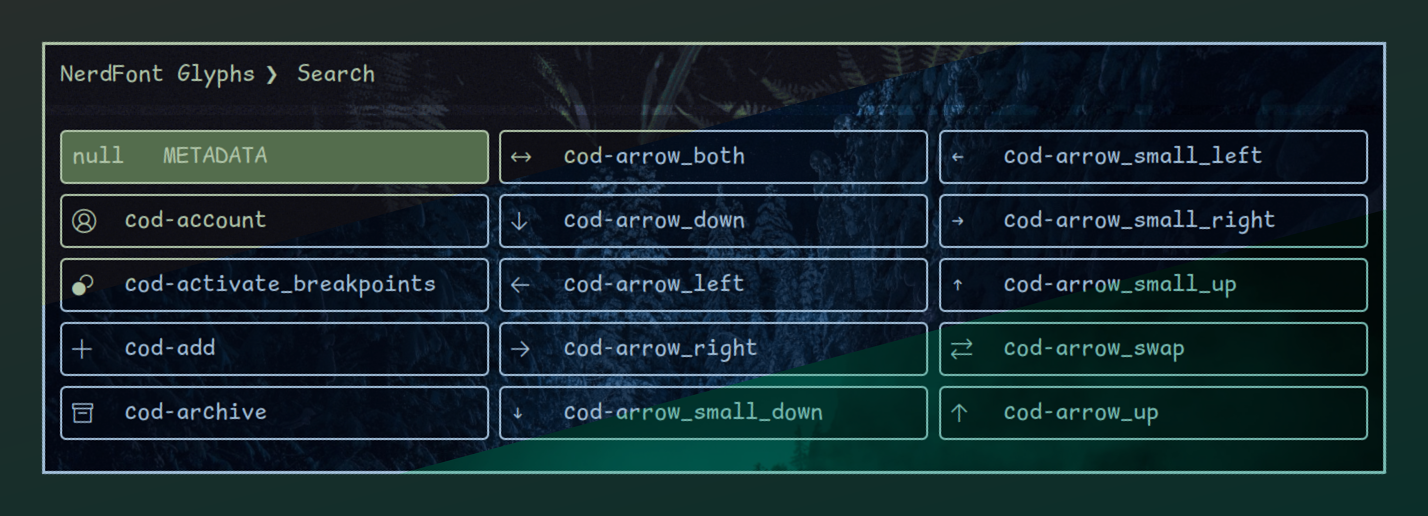 NerdFont Glyphs ❯ Search
null METADATA
cod-account
cod-activate_breakpoints
cod-add
cod-archive
cod-arrow_both
cod-arrow_down
cod-arrow_left
cod-arrow_right
cod-arrow_small_down
cod-arrow_small_left
cod-arrow_small_right
cod-arrow_small_up
cod-arrow_swap
cod-arrow_up